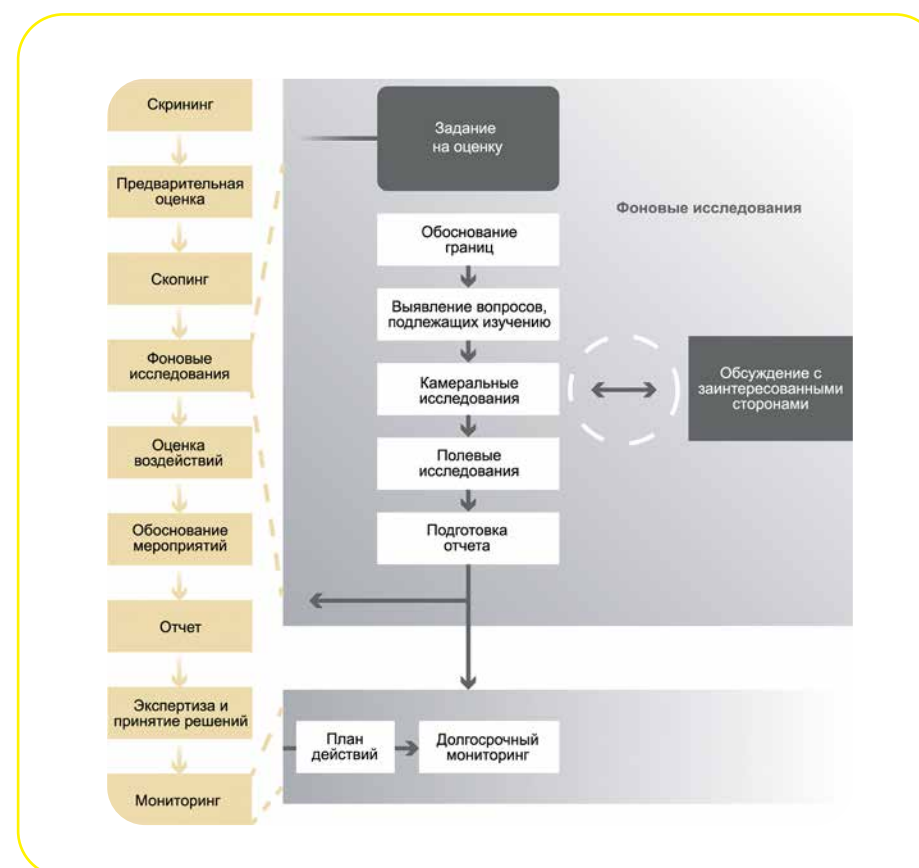 Скрининг
Предварительная
оценка
Скопинг
Фоновые
исследования
Оценка
воздействий
Обоснование
мероприятий
Отчет
Экспертиза и
принятие решений
Мониторинг
Задание
на оценку
Фоновые исследования
Обоснование
границ
Выявление вопросов,
подлежащих изучению
Камеральные
исследования
Обсуждение с
заинтересованными
сторонами
Полевые
исследования
Подготовка
отчета
План
действий
Долгосрочный
мониторинг